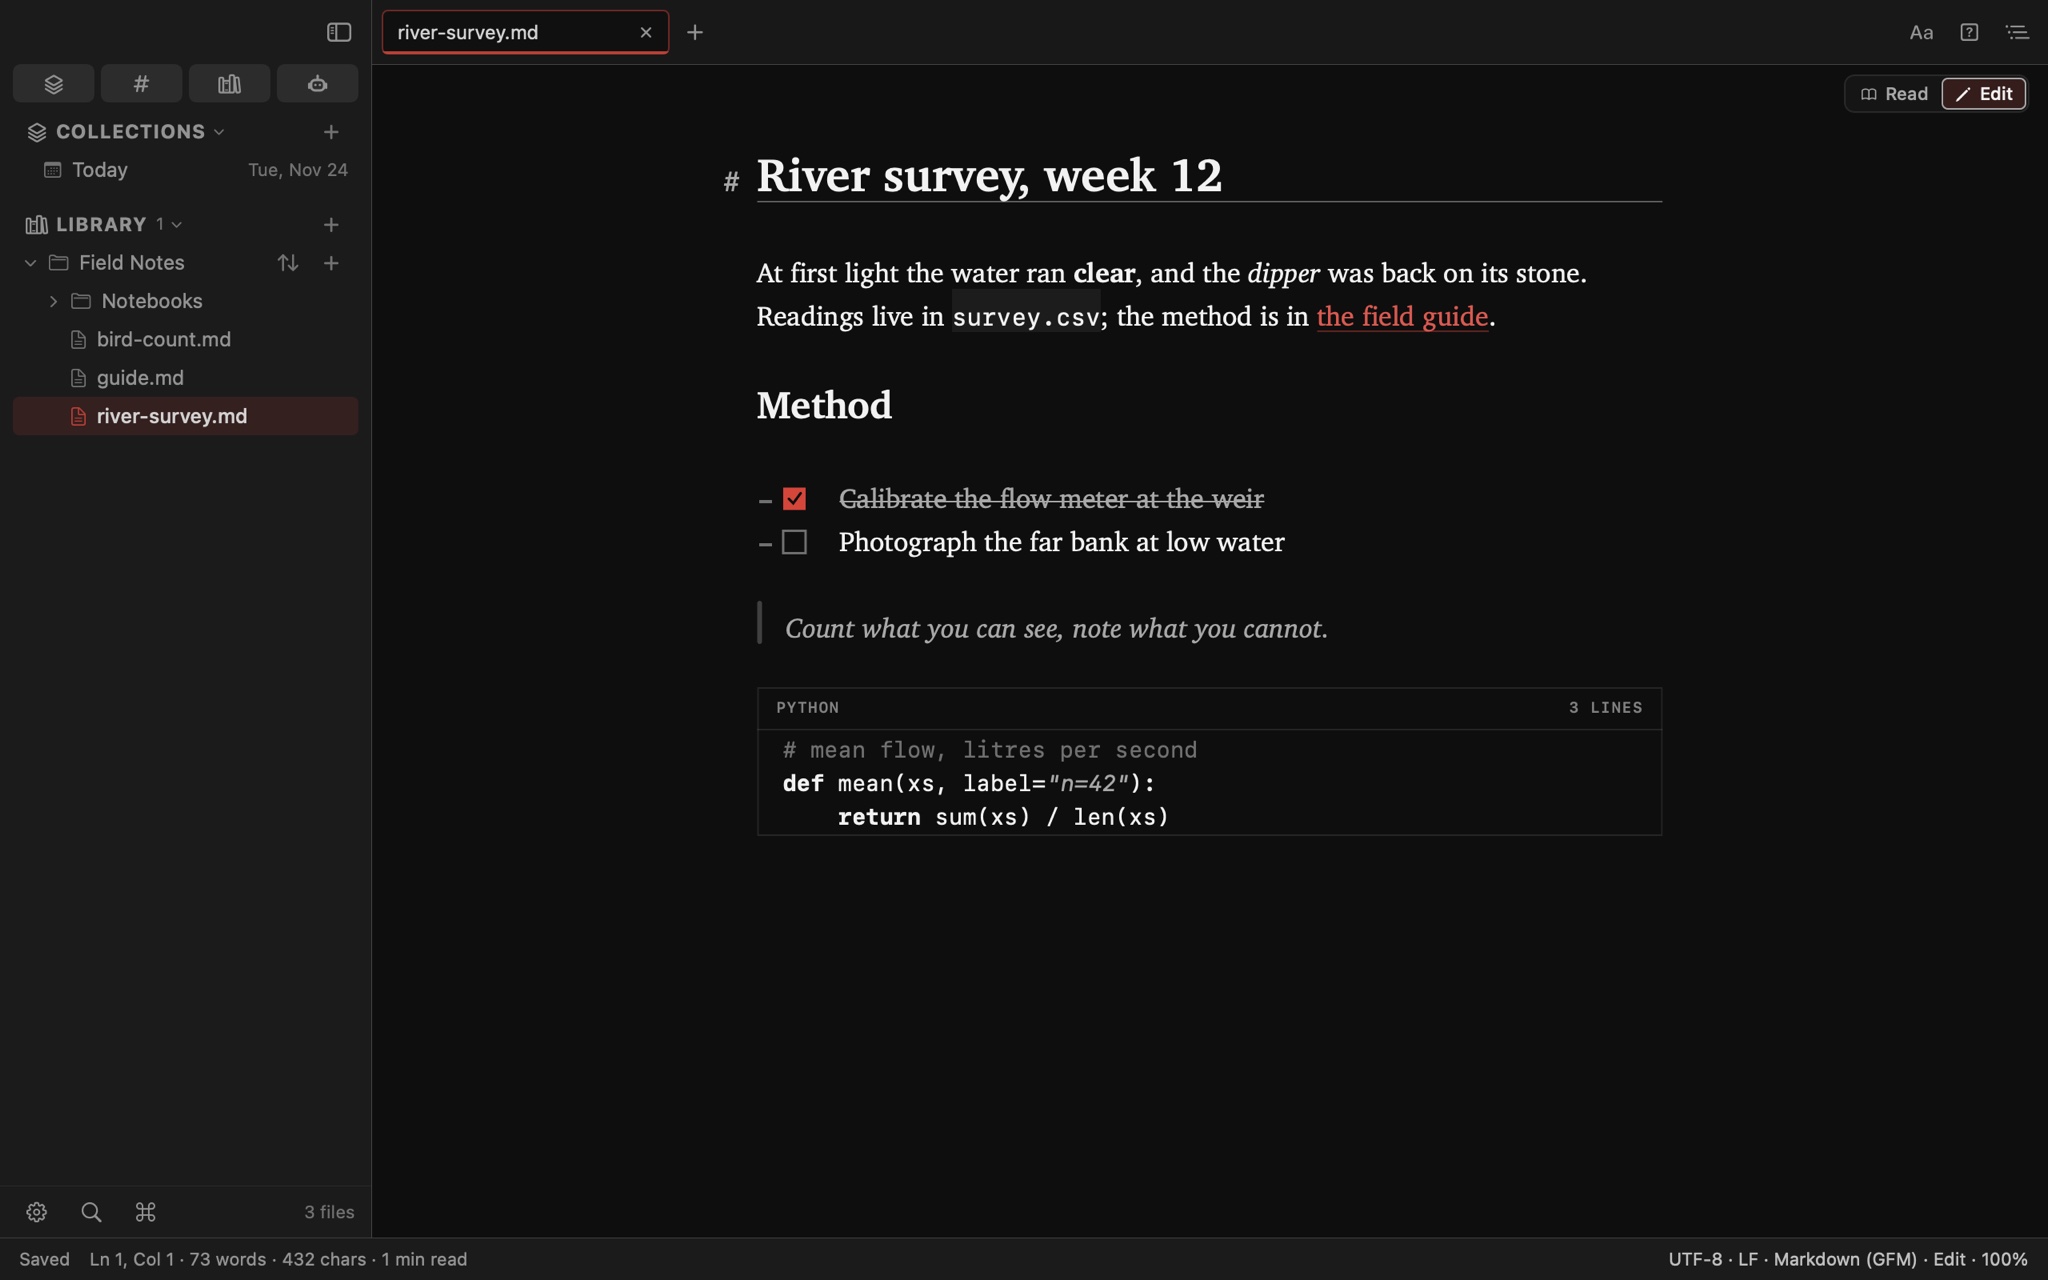 river-survey.md
Aa
Read
Edit
COLLECTIONS
Today Tue, Nov 24
LIBRARY 1
Field Notes
Notebooks
bird-count.md
guide.md
river-survey.md
# River survey, week 12
At first light the water ran clear, and the dipper was back on its stone.
Readings live in survey.csv; the method is in the field guide.
Method
– Calibrate the flow meter at the weir
– Photograph the far bank at low water
Count what you can see, note what you cannot.
PYTHON 3 LINES
# mean flow, litres per second
def mean(xs, label="n=42"):
    return sum(xs) / len(xs)
3 files
Saved Ln 1, Col 1 · 73 words · 432 chars · 1 min read
UTF-8 · LF · Markdown (GFM) · Edit · 100%